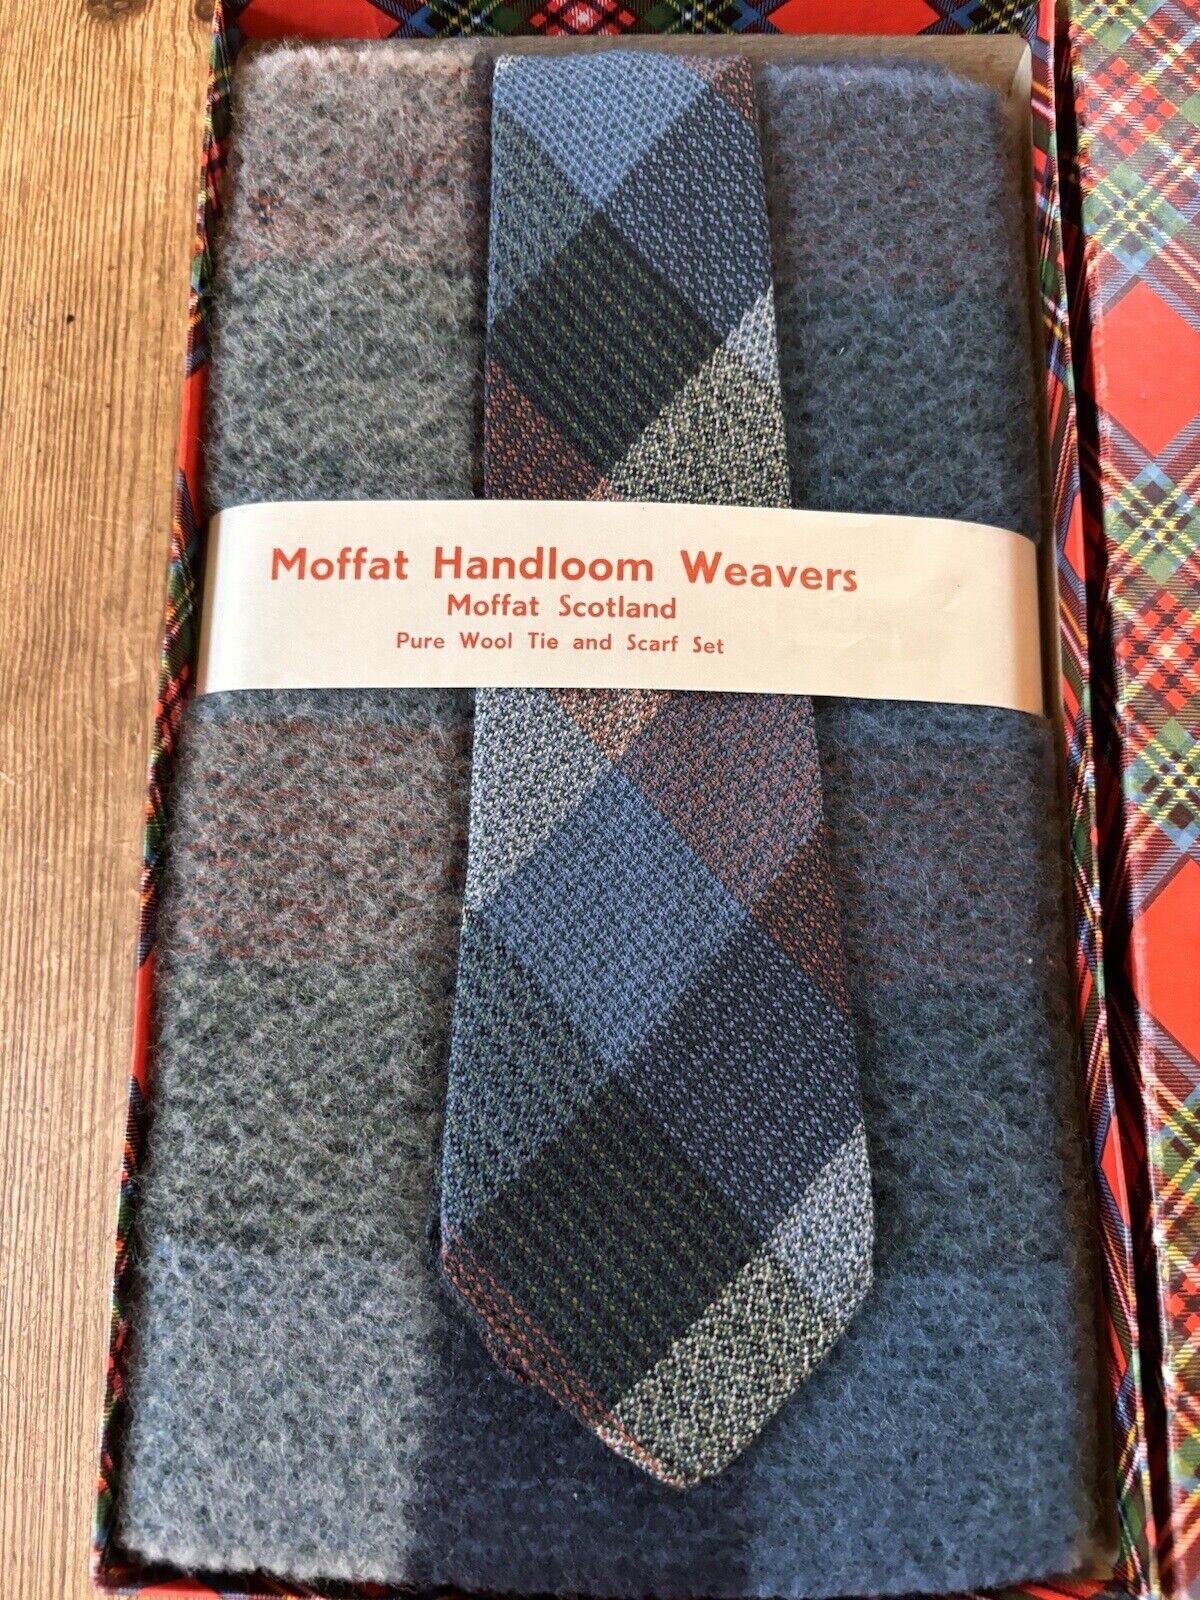 Moffat Handloom Weavers
Moffat Scotland
Pure Wool Tie and Scarf Set